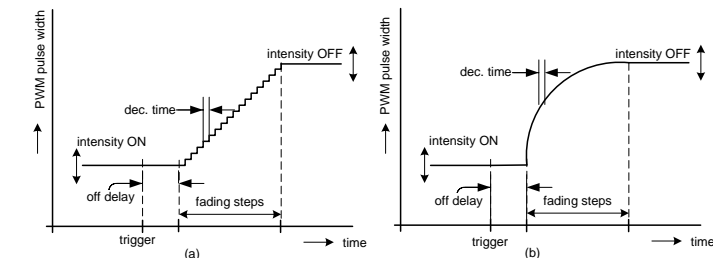 PWM pulse width
intensity OFF
dec. time
intensity ON
off delay
fading steps
trigger
time
(a)
PWM pulse width
intensity OFF
dec. time
intensity ON
off delay
fading steps
trigger
time
(b)